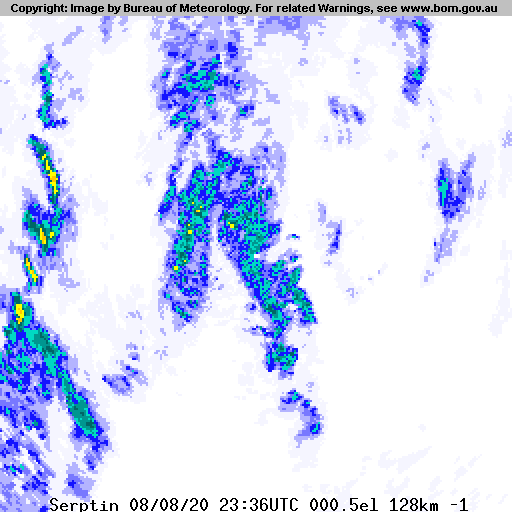 Copyright: Image by Bureau of Meteorology. For related Warnings, see www.bom.gov.au
Serptin 08/08/20 23:36UTC 000.5el 128km -1